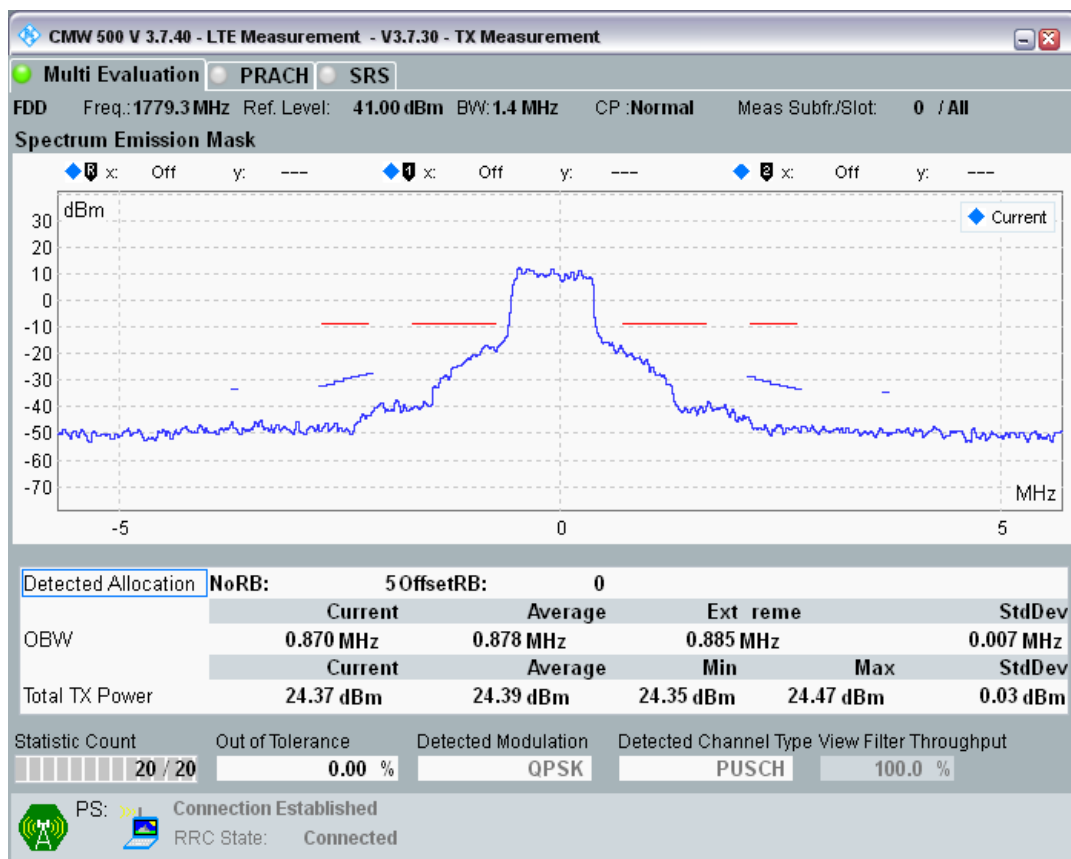 CMW 500 V 3.7.40 - LTE Measurement - V3.7.30 - TX Measurement
Multi Evaluation PRACH SRS
FDD Freq.: 1779.3 MHz Ref. Level: 41.00 dBm BW: 1.4 MHz CP :Normal Meas Subfr./Slot: 0 / All
Spectrum Emission Mask
R x: Off y: --- 1 x: Off y: --- 2 x: Off y: ---
dBm
Current
30
20
10
0
-10
-20
-30
-40
-50
-60
-70
MHz
-5 0 5
Detected Allocation NoRB: 5 OffsetRB: 0
Current Average Ext reme StdDev
OBW 0.870 MHz 0.878 MHz 0.885 MHz 0.007 MHz
Current Average Min Max StdDev
Total TX Power 24.37 dBm 24.39 dBm 24.35 dBm 24.47 dBm 0.03 dBm
Statistic Count Out of Tolerance Detected Modulation Detected Channel Type View Filter Throughput
20 / 20 0.00 % QPSK PUSCH 100.0 %
PS: Connection Established
RRC State: Connected